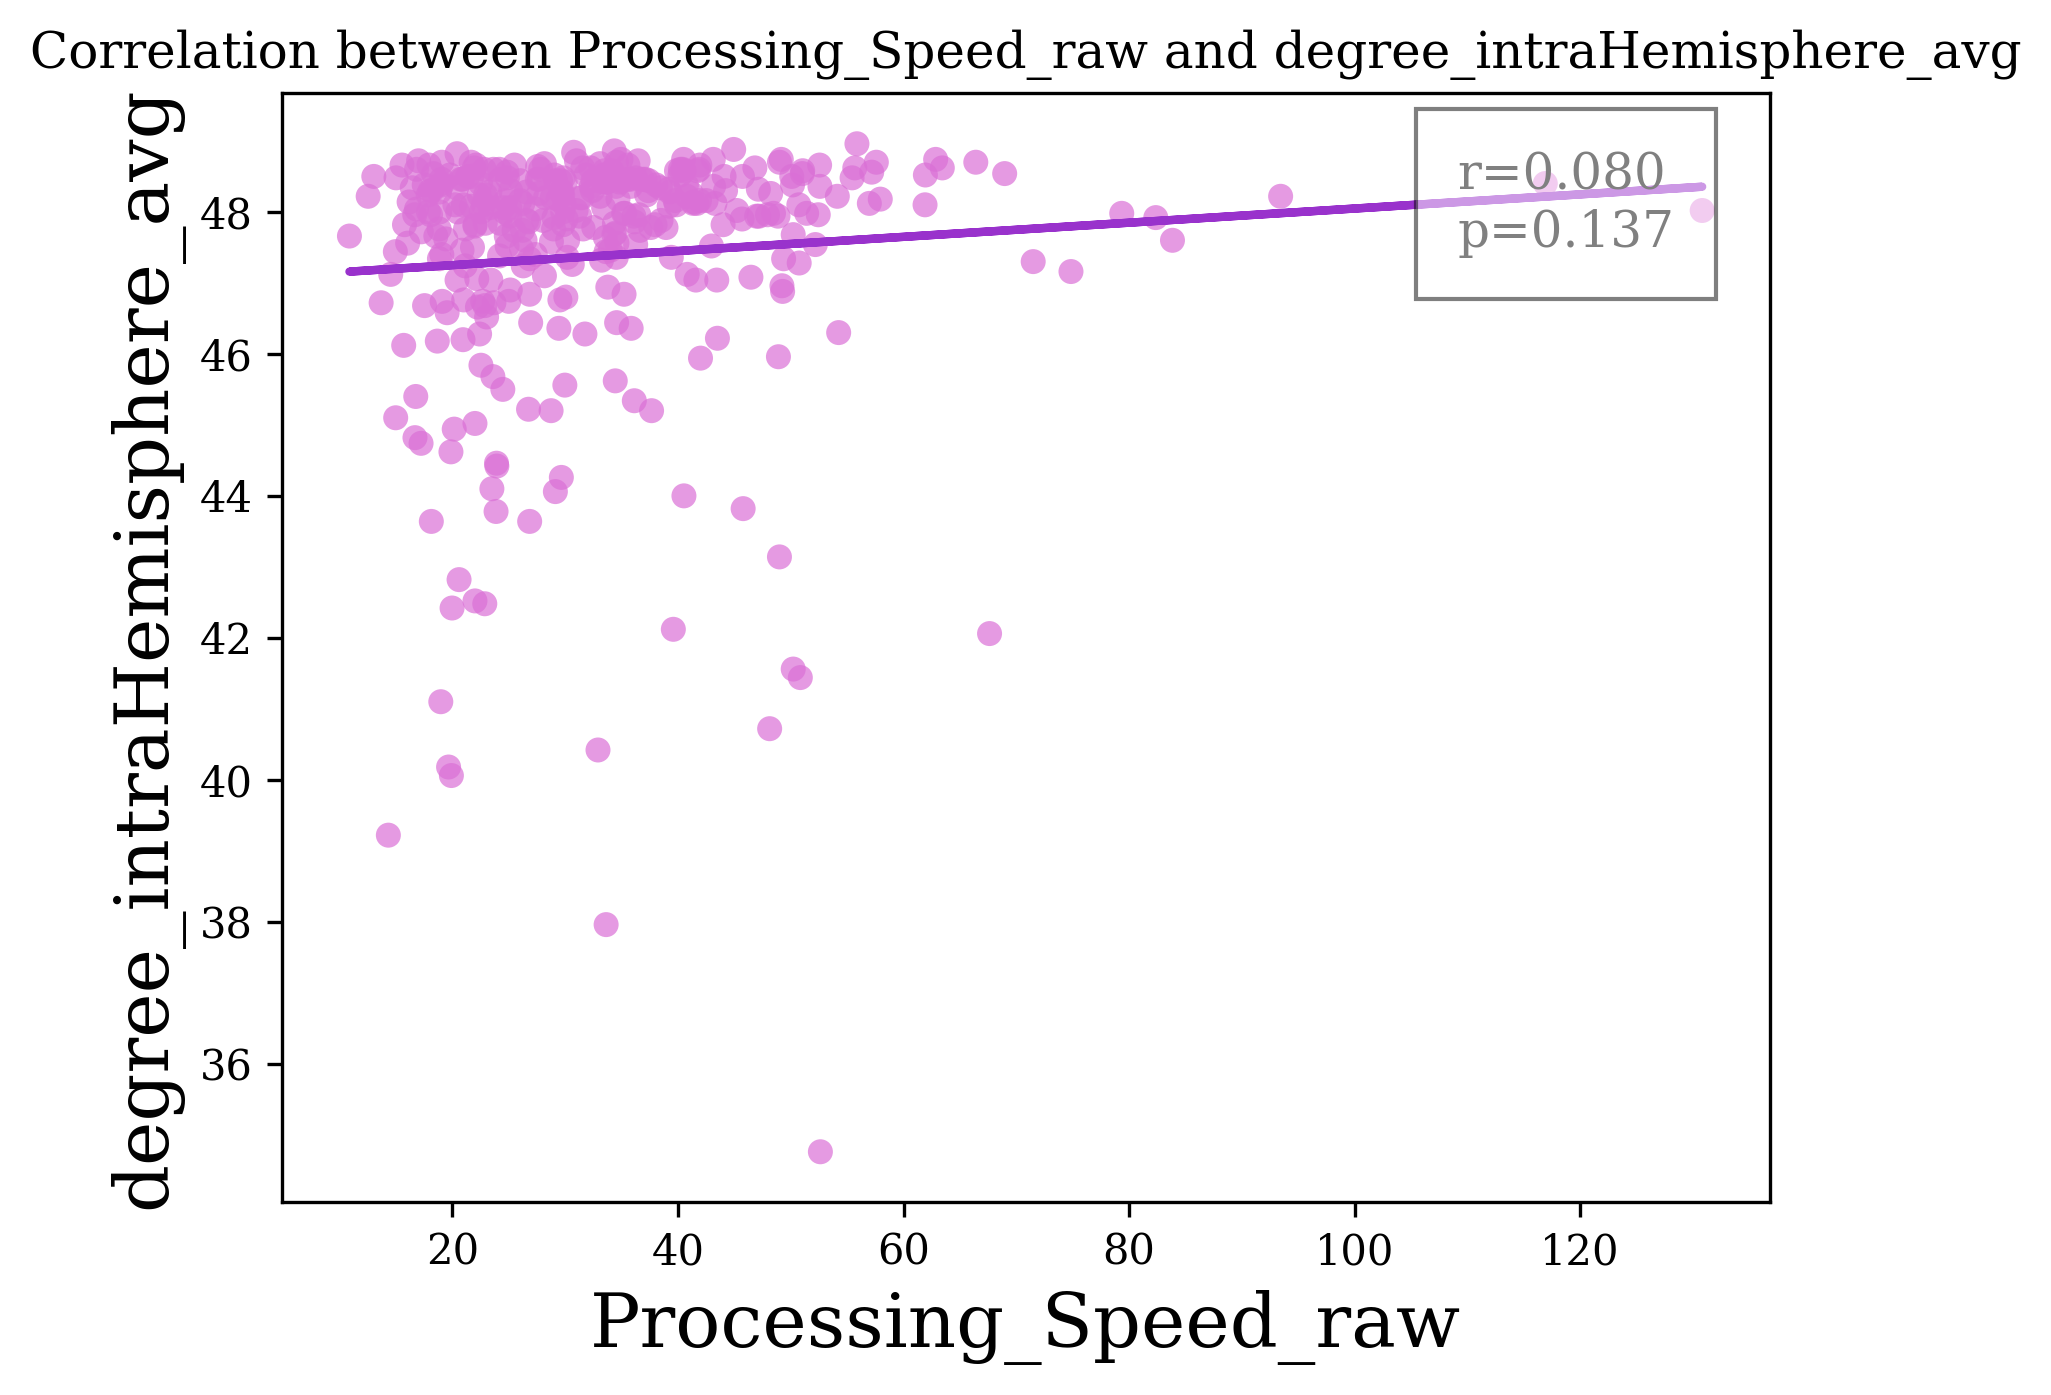 Correlation between Processing_Speed_raw and degree_intraHemisphere_avg
degree_intraHemisphere_avg
48
46
44
42
40
38
36
r=0.080
p=0.137
20 40 60 80 100 120
Processing_Speed_raw